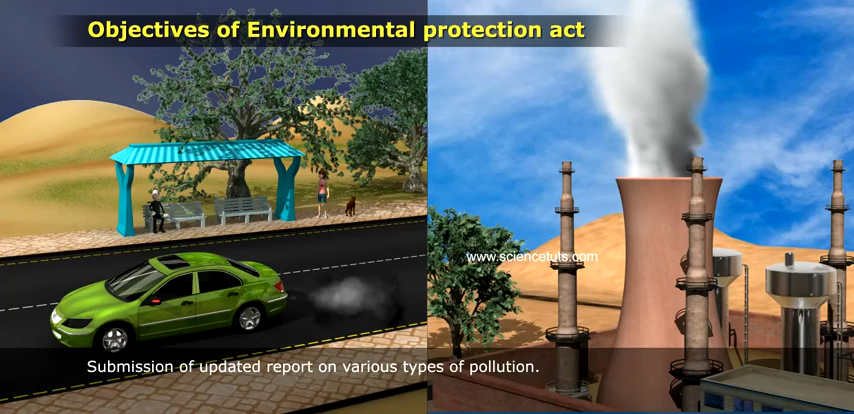 Objectives of Environmental protection act
www.sciencetuts.com
Submission of updated report on various types of pollution.